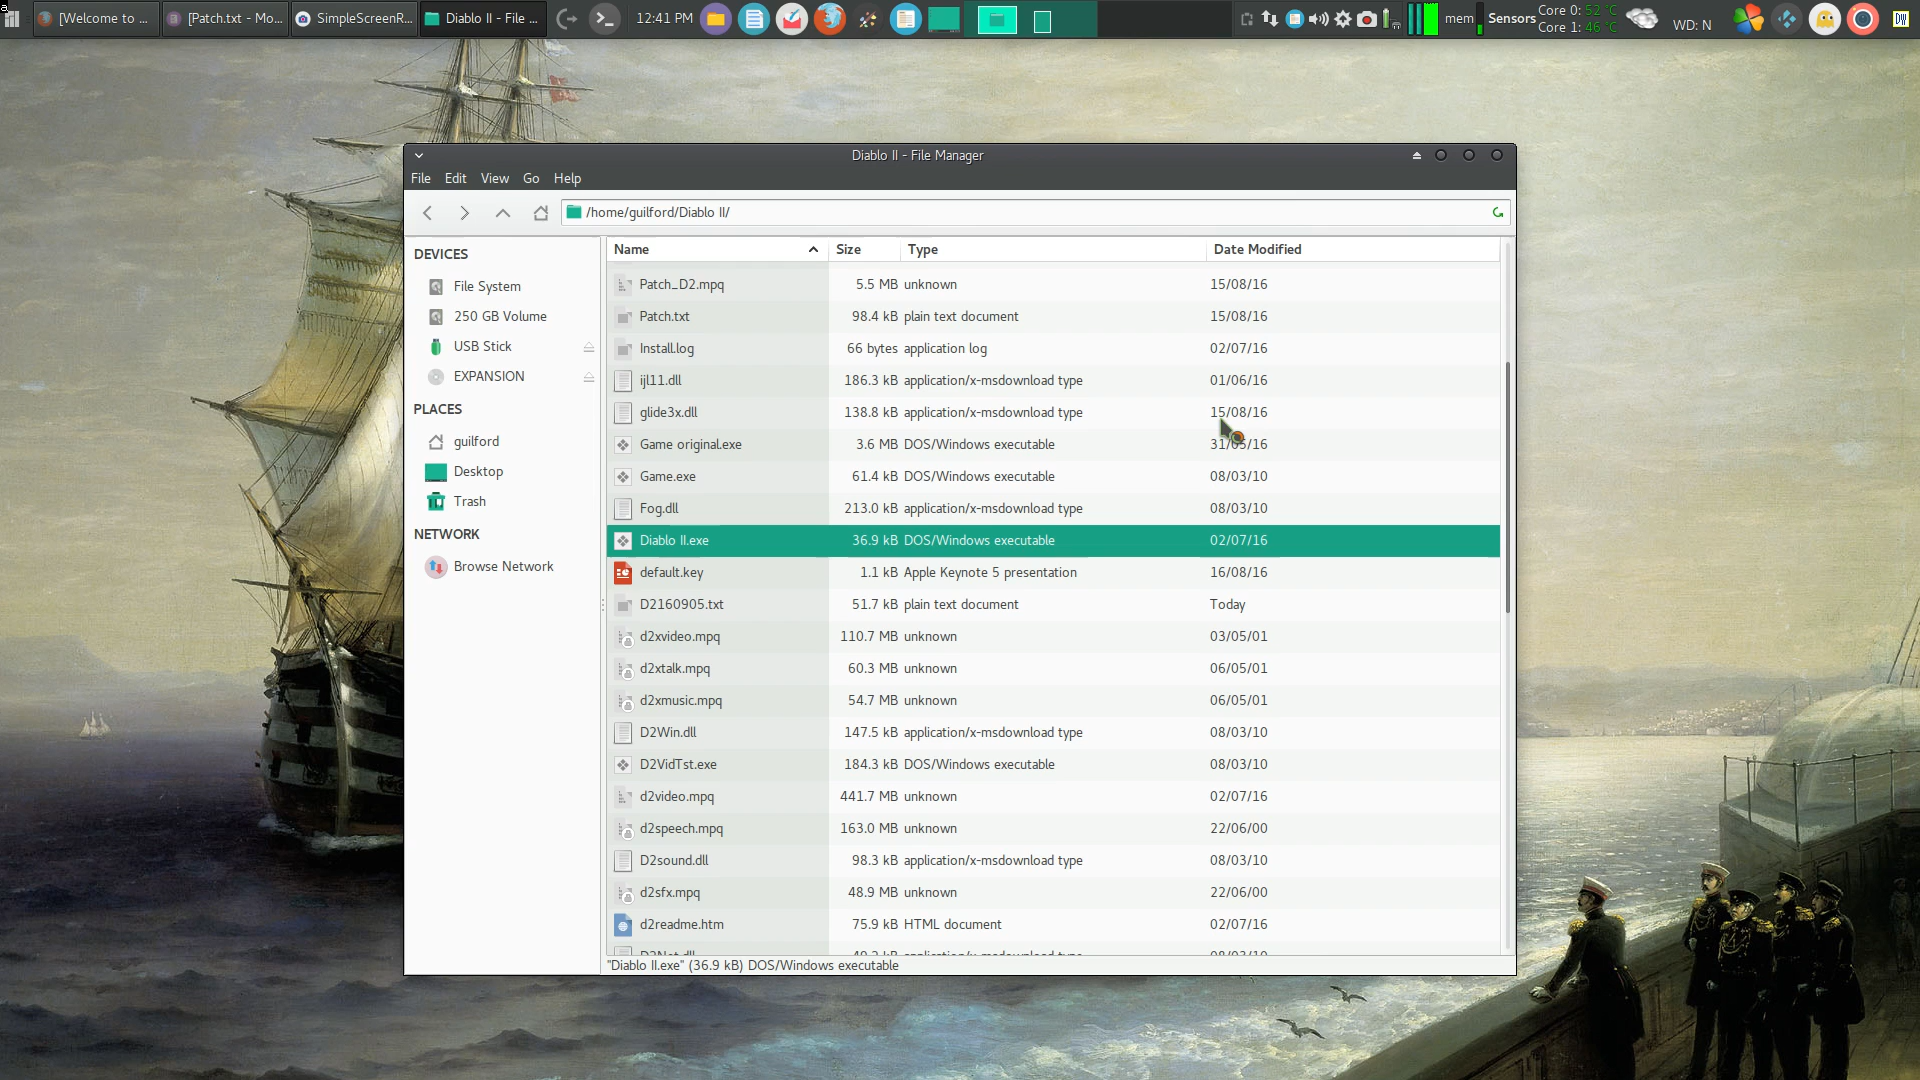 a
[Welcome to ...
[Patch.txt - Mo...
SimpleScreenR...
Diablo II - File ...
12:41 PM
mem
Sensors
Core 0: 52 °C
Core 1: 46 °C
WD: N
DW
Diablo II - File Manager
File Edit View Go Help
/home/guilford/Diablo II/
DEVICES
File System
250 GB Volume
USB Stick
EXPANSION
PLACES
guilford
Desktop
Trash
NETWORK
Browse Network
Name Size Type Date Modified
Patch_D2.mpq 5.5 MB unknown 15/08/16
Patch.txt 98.4 kB plain text document 15/08/16
Install.log 66 bytes application log 02/07/16
ijl11.dll 186.3 kB application/x-msdownload type 01/06/16
glide3x.dll 138.8 kB application/x-msdownload type 15/08/16
Game original.exe 3.6 MB DOS/Windows executable 31/05/16
Game.exe 61.4 kB DOS/Windows executable 08/03/10
Fog.dll 213.0 kB application/x-msdownload type 08/03/10
Diablo II.exe 36.9 kB DOS/Windows executable 02/07/16
default.key 1.1 kB Apple Keynote 5 presentation 16/08/16
D2160905.txt 51.7 kB plain text document Today
d2xvideo.mpq 110.7 MB unknown 03/05/01
d2xtalk.mpq 60.3 MB unknown 06/05/01
d2xmusic.mpq 54.7 MB unknown 06/05/01
D2Win.dll 147.5 kB application/x-msdownload type 08/03/10
D2VidTst.exe 184.3 kB DOS/Windows executable 08/03/10
d2video.mpq 441.7 MB unknown 02/07/16
d2speech.mpq 163.0 MB unknown 22/06/00
D2sound.dll 98.3 kB application/x-msdownload type 08/03/10
d2sfx.mpq 48.9 MB unknown 22/06/00
d2readme.htm 75.9 kB HTML document 02/07/16
D2Net.dll application/x-msdownload type 08/03/10
"Diablo II.exe" (36.9 kB) DOS/Windows executable